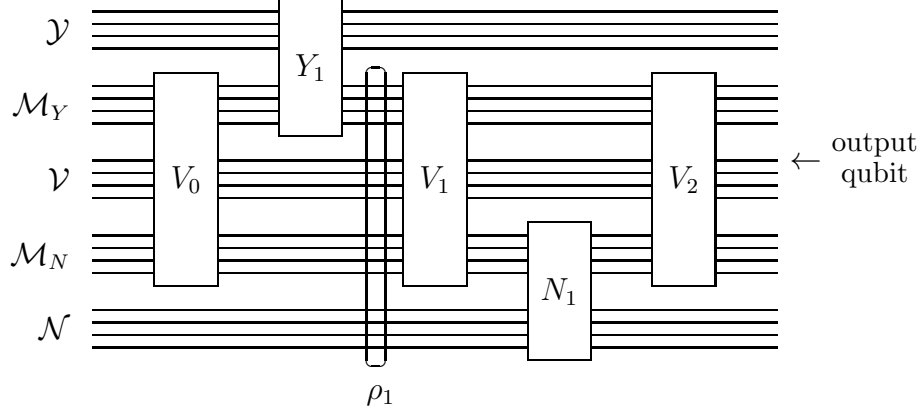 𝒴
Y₁
ℳ_Y
V₀
V₁
V₂
𝒱
← output
qubit
ℳ_N
N₁
𝒩
ρ₁